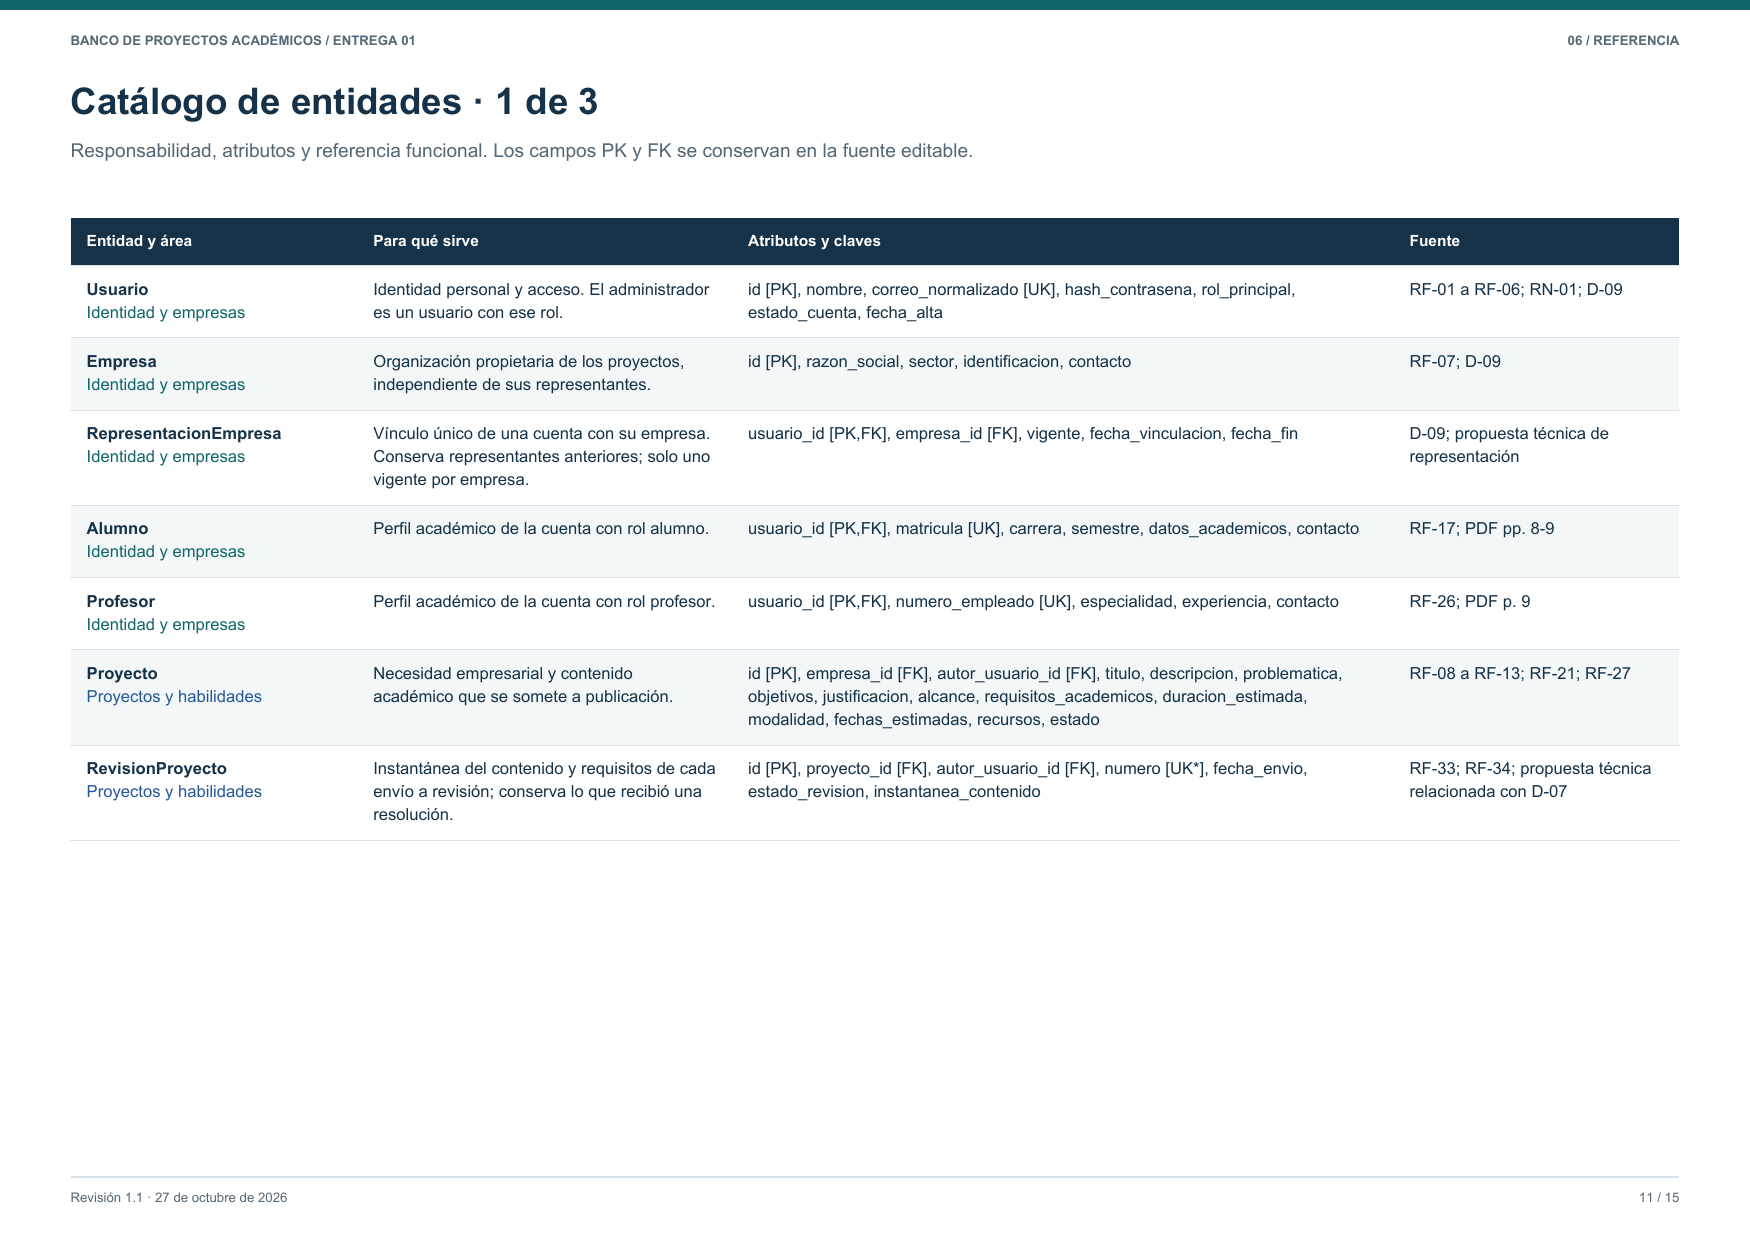 BANCO DE PROYECTOS ACADÉMICOS / ENTREGA 01
06 / REFERENCIA
Catálogo de entidades · 1 de 3
Responsabilidad, atributos y referencia funcional. Los campos PK y FK se conservan en la fuente editable.
Entidad y área
Para qué sirve
Atributos y claves
Fuente
Usuario
Identidad y empresas
Identidad personal y acceso. El administrador
es un usuario con ese rol.
id [PK], nombre, correo_normalizado [UK], hash_contrasena, rol_principal,
estado_cuenta, fecha_alta
RF-01 a RF-06; RN-01; D-09
Empresa
Identidad y empresas
Organización propietaria de los proyectos,
independiente de sus representantes.
id [PK], razon_social, sector, identificacion, contacto
RF-07; D-09
RepresentacionEmpresa
Identidad y empresas
Vínculo único de una cuenta con su empresa.
Conserva representantes anteriores; solo uno
vigente por empresa.
usuario_id [PK,FK], empresa_id [FK], vigente, fecha_vinculacion, fecha_fin
D-09; propuesta técnica de
representación
Alumno
Identidad y empresas
Perfil académico de la cuenta con rol alumno.
usuario_id [PK,FK], matricula [UK], carrera, semestre, datos_academicos, contacto
RF-17; PDF pp. 8-9
Profesor
Identidad y empresas
Perfil académico de la cuenta con rol profesor.
usuario_id [PK,FK], numero_empleado [UK], especialidad, experiencia, contacto
RF-26; PDF p. 9
Proyecto
Proyectos y habilidades
Necesidad empresarial y contenido
académico que se somete a publicación.
id [PK], empresa_id [FK], autor_usuario_id [FK], titulo, descripcion, problematica,
objetivos, justificacion, alcance, requisitos_academicos, duracion_estimada,
modalidad, fechas_estimadas, recursos, estado
RF-08 a RF-13; RF-21; RF-27
RevisionProyecto
Proyectos y habilidades
Instantánea del contenido y requisitos de cada
envío a revisión; conserva lo que recibió una
resolución.
id [PK], proyecto_id [FK], autor_usuario_id [FK], numero [UK*], fecha_envio,
estado_revision, instantanea_contenido
RF-33; RF-34; propuesta técnica
relacionada con D-07
Revisión 1.1 · 27 de octubre de 2026
11 / 15